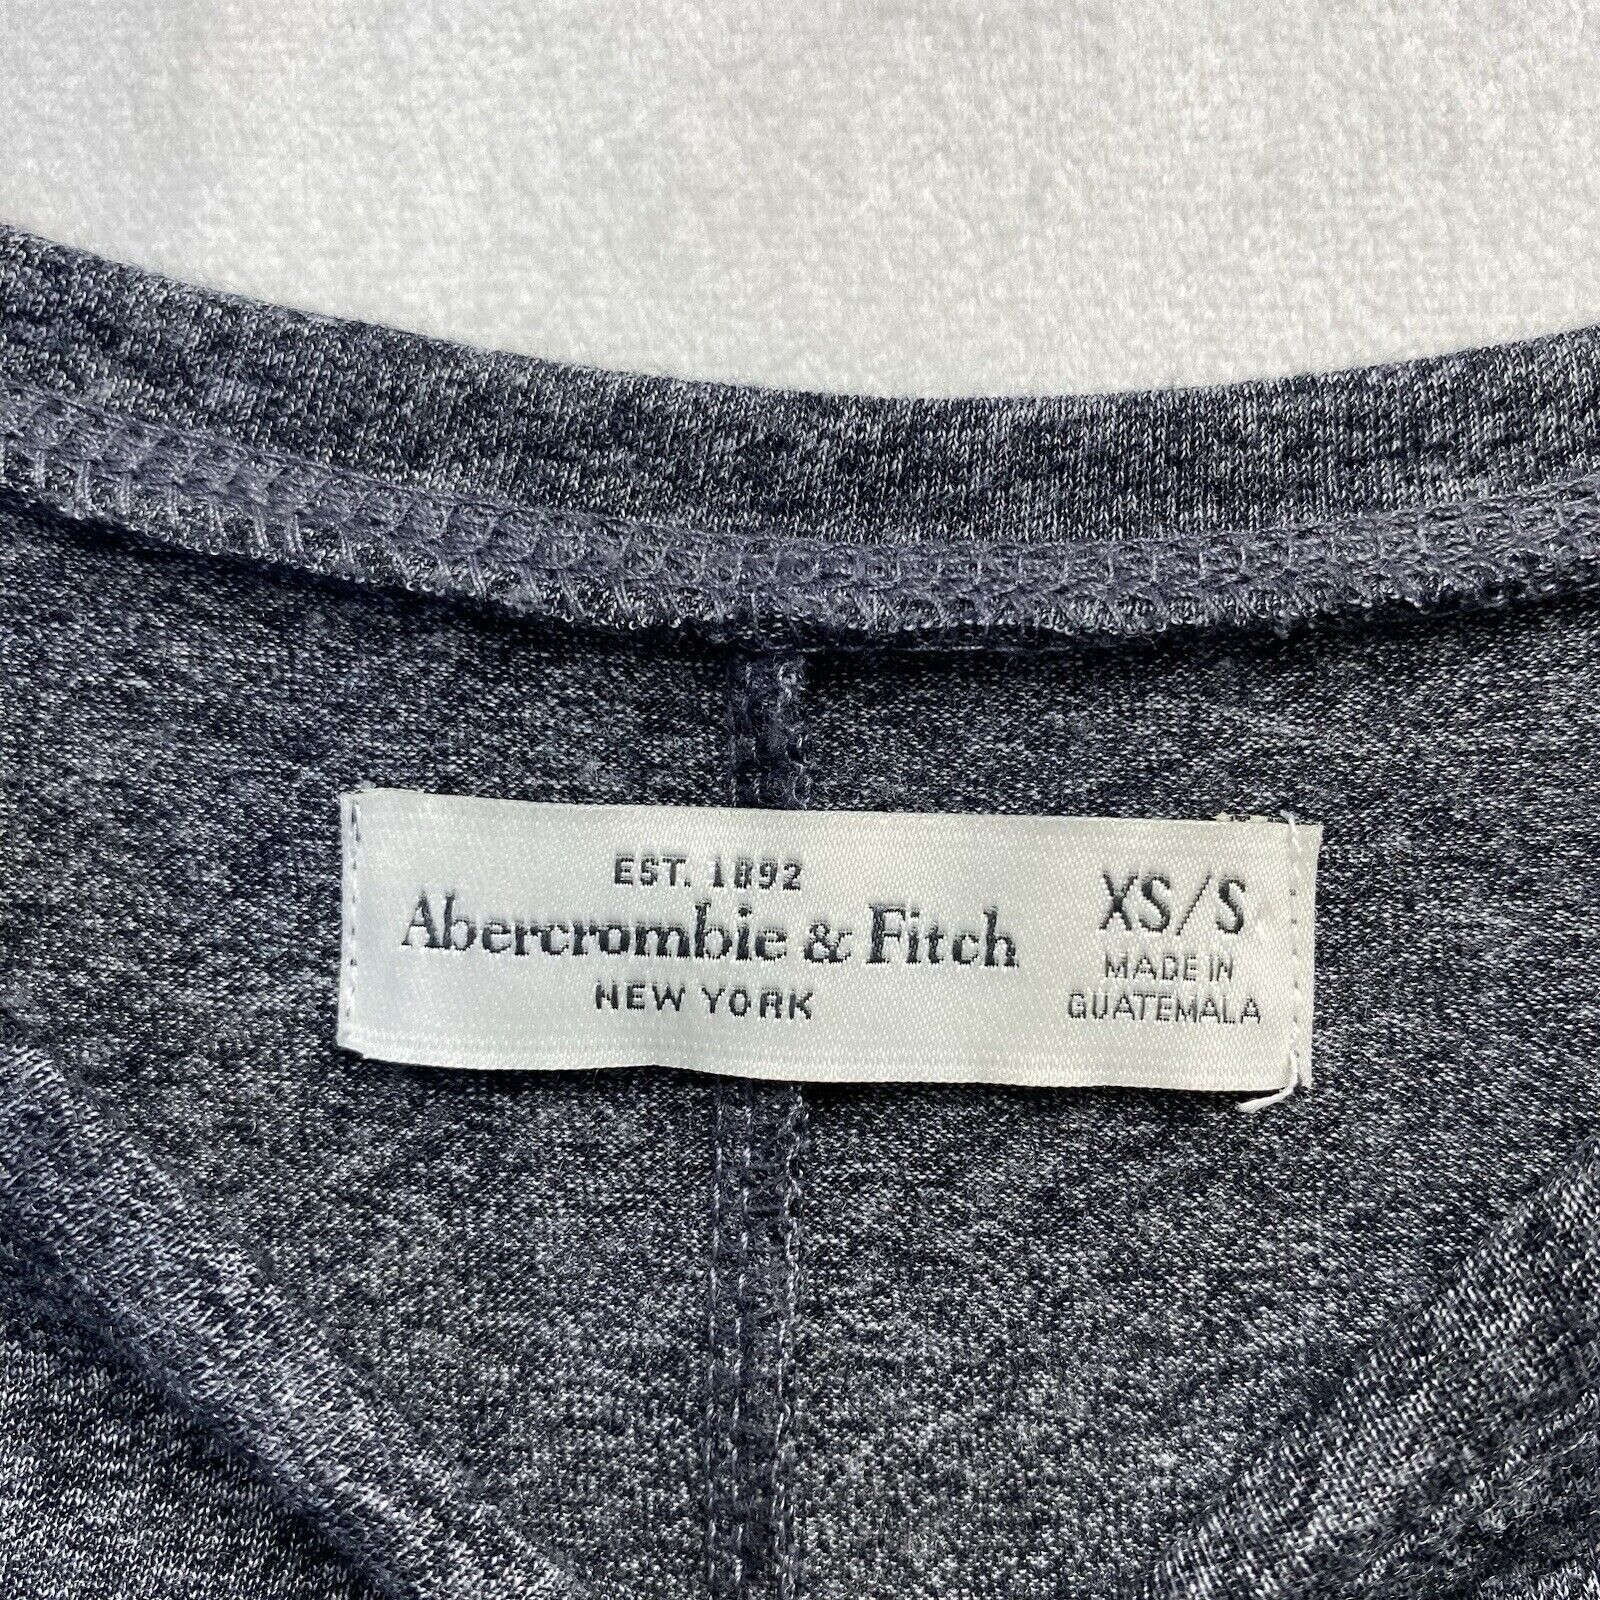 EST. 1892
Abercrombie & Fitch
NEW YORK
XS/S
MADE IN
GUATEMALA